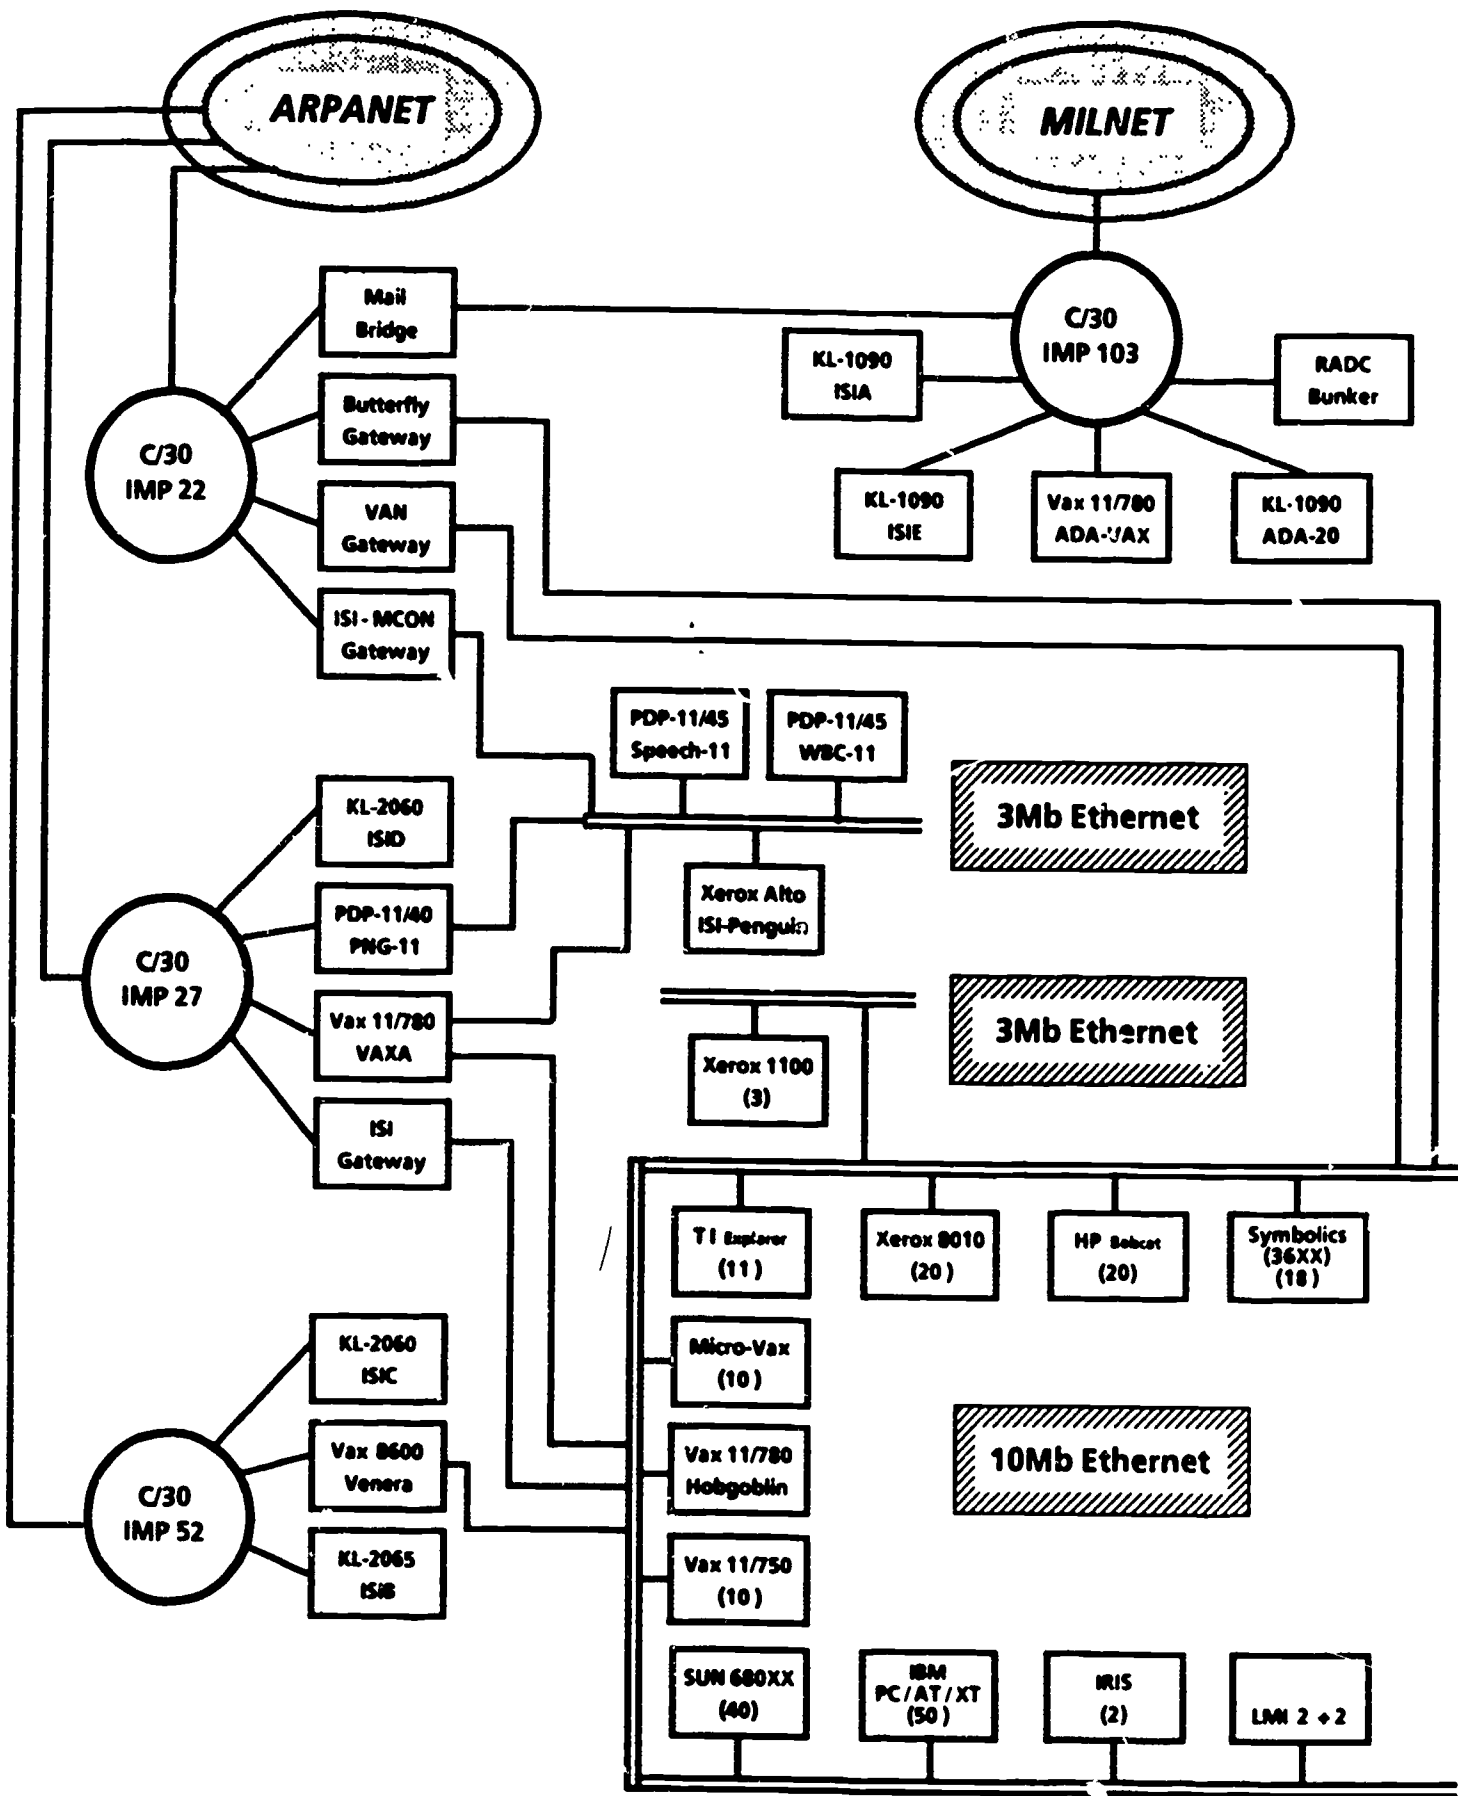 ARPANET
MILNET
Mail
Bridge
C/30
IMP 103
KL-1090
ISIA
RADC
Bunker
Butterfly
Gateway
C/30
IMP 22
VAN
Gateway
KL-1090
ISIE
Vax 11/780
ADA-VAX
KL-1090
ADA-20
ISI - MCON
Gateway
PDP-11/45
Speech-11
PDP-11/45
WBC-11
KL-2060
ISID
3Mb Ethernet
Xerox Alto
ISI-Penguin
PDP-11/40
PNG-11
C/30
IMP 27
Vax 11/780
VAXA
3Mb Ethernet
Xerox 1100
(3)
ISI
Gateway
TI Explorer
(11)
Xerox 8010
(20)
HP Bobcat
(20)
Symbolics
(36XX)
(18)
KL-2060
ISIC
Micro-Vax
(10)
Vax 8600
Venera
Vax 11/780
Hobgoblin
10Mb Ethernet
C/30
IMP 52
KL-2065
ISIB
Vax 11/750
(10)
SUN 680XX
(40)
IBM
PC/AT/XT
(50)
IRIS
(2)
LMI 2 + 2